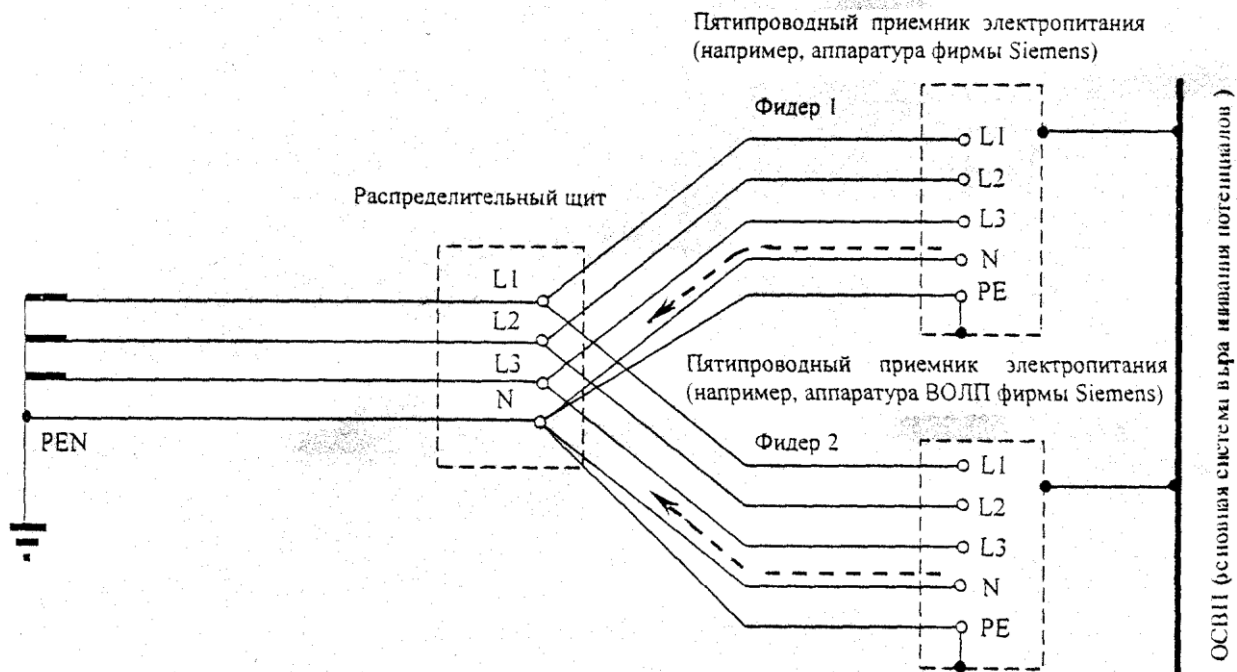 Пятипроводный приемник электропитания
(например, аппаратура фирмы Siemens)
Фидер 1
L1
L2
L3
N
PE
Распределительный щит
L1
L2
L3
N
PEN
Пятипроводный приемник электропитания
(например, аппаратура ВОЛП фирмы Siemens)
Фидер 2
L1
L2
L3
N
PE
ОСВП (основная система выравнивания потенциалов)